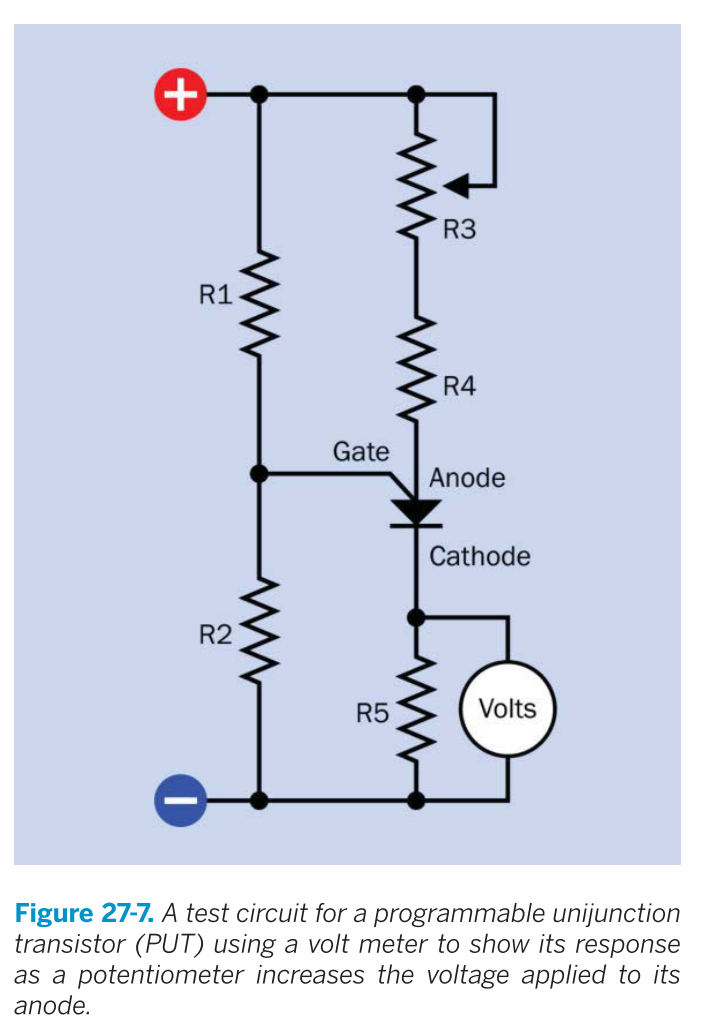 +
R3
R1
R4
Gate
Anode
Cathode
R2
R5
Volts
−
Figure 27-7. A test circuit for a programmable unijunction
transistor (PUT) using a volt meter to show its response
as a potentiometer increases the voltage applied to its
anode.